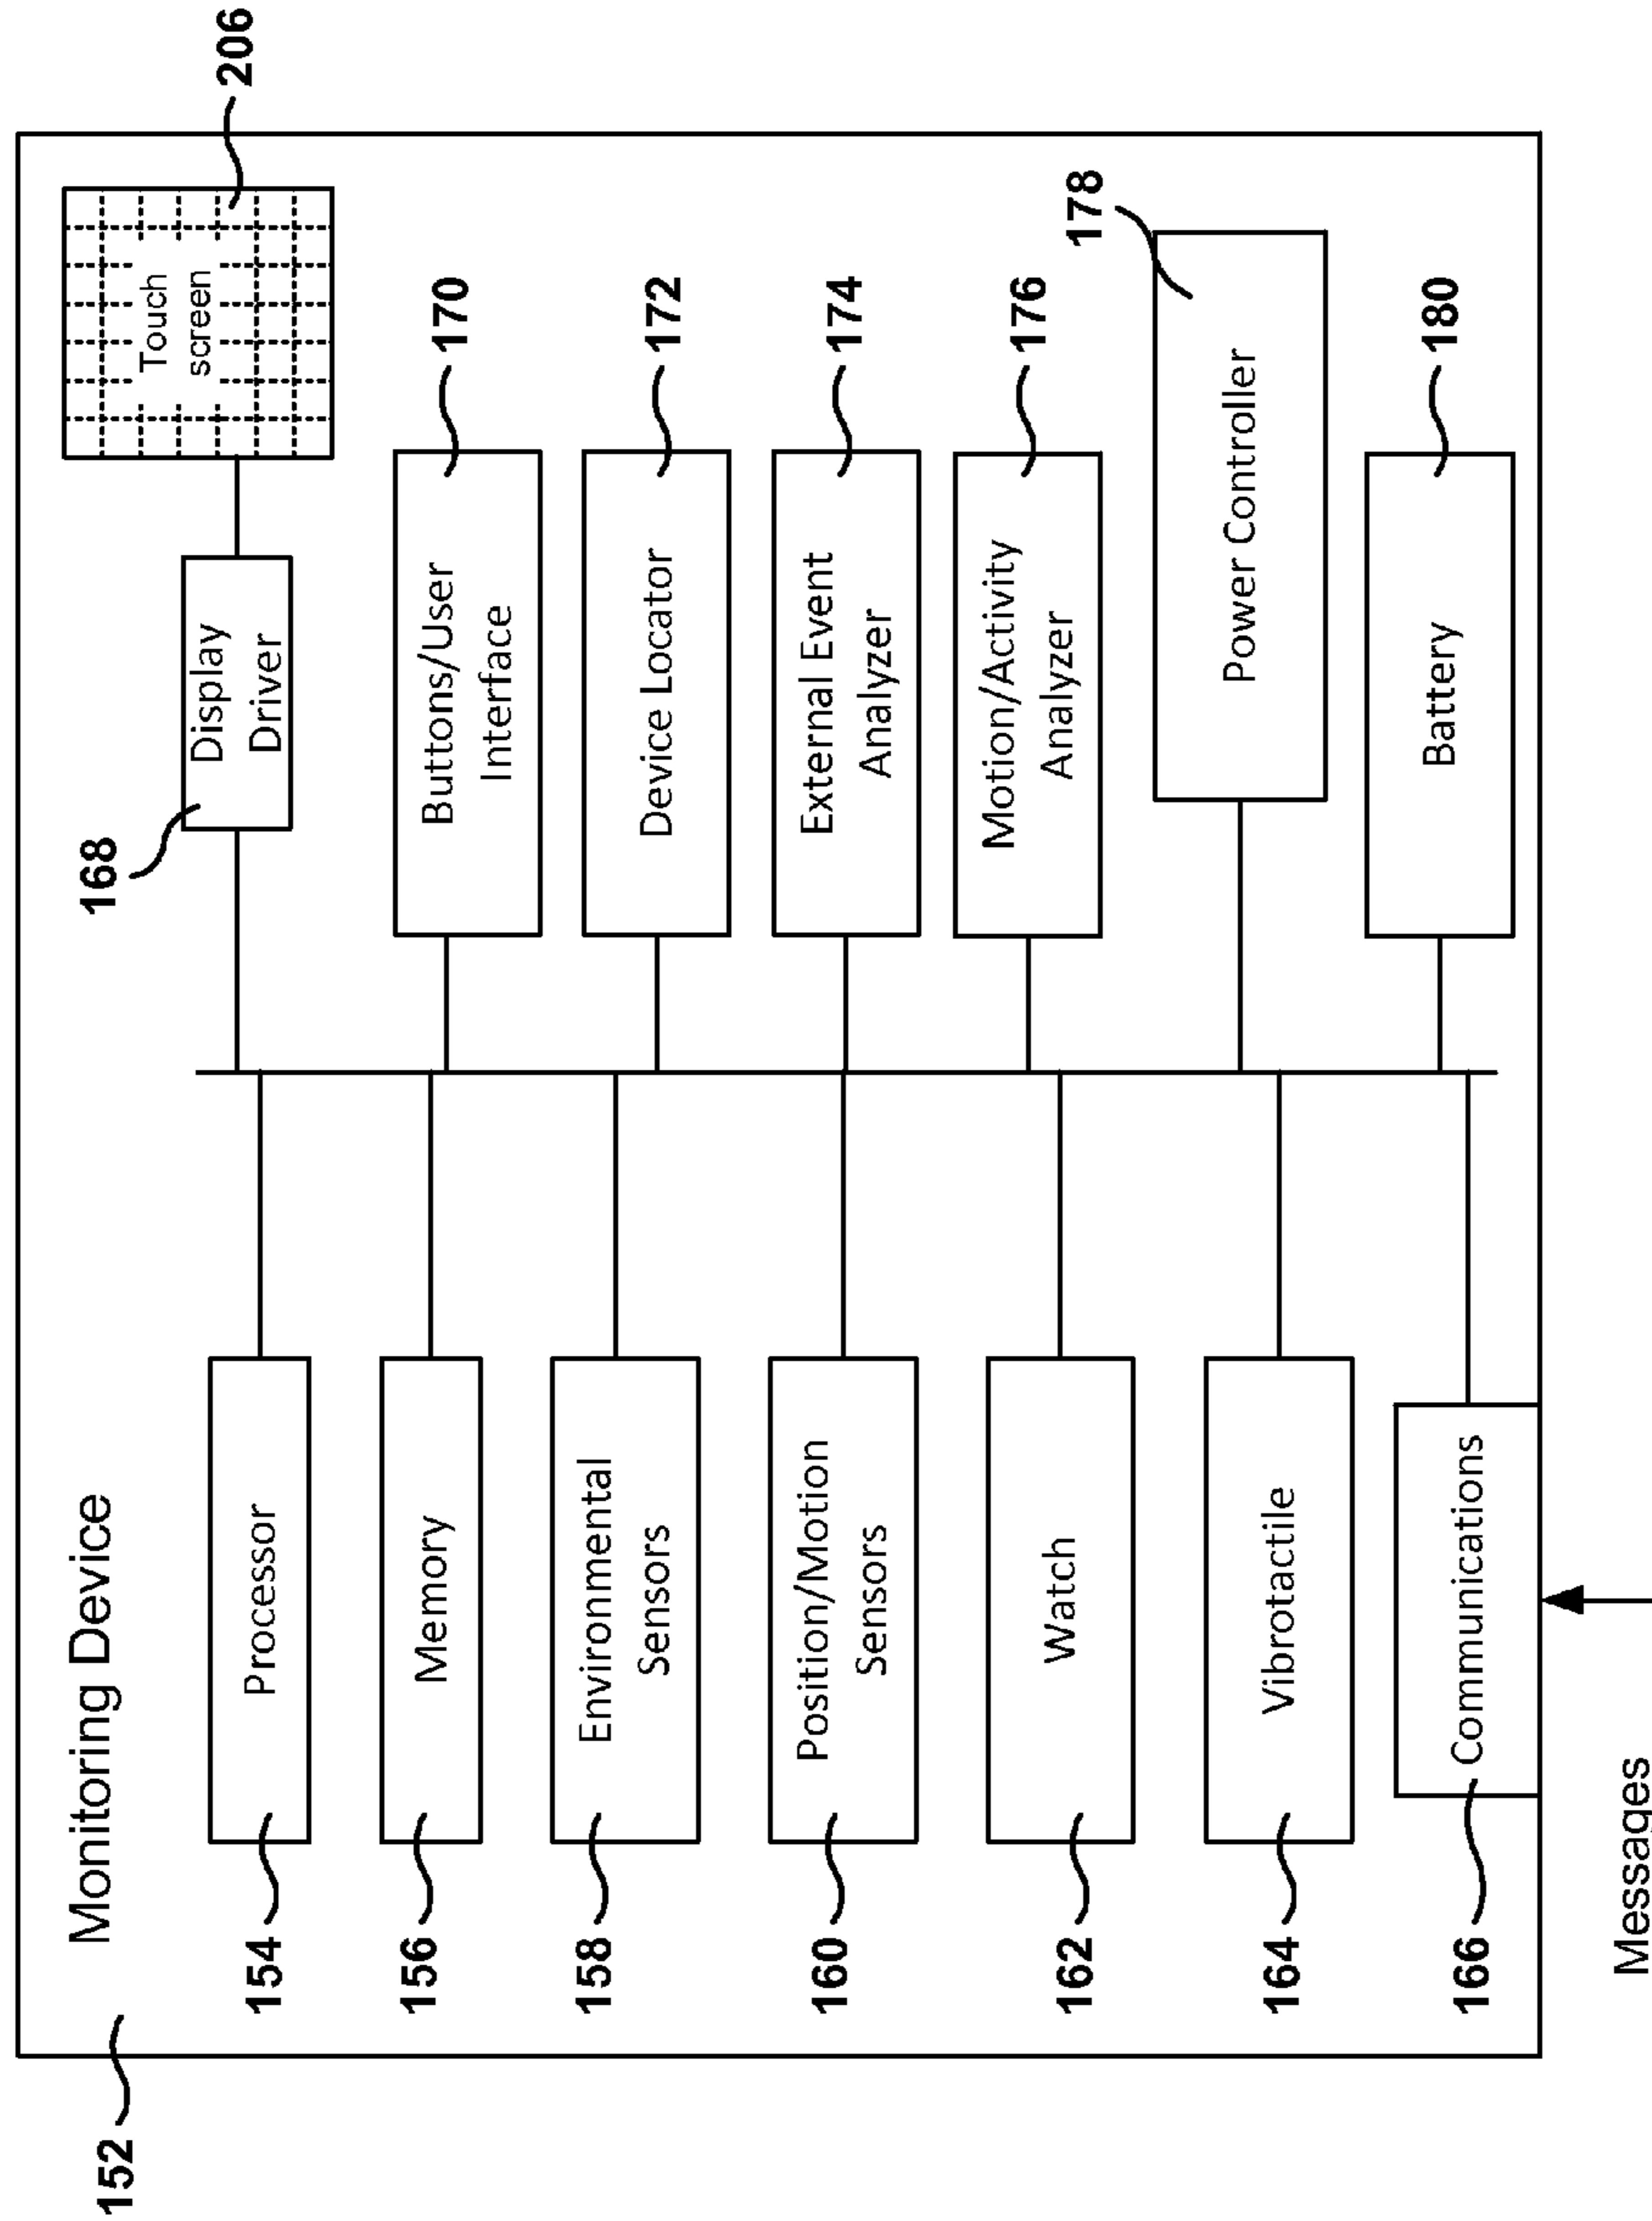 152
Monitoring Device
154
Processor
156
Memory
158
Environmental
Sensors
160
Position/Motion
Sensors
162
Watch
164
Vibrotactile
166
Communications
Messages
168
Display
Driver
Touch
screen
206
Buttons/User
Interface
170
Device Locator
172
External Event
Analyzer
174
Motion/Activity
Analyzer
176
Power Controller
178
Battery
180